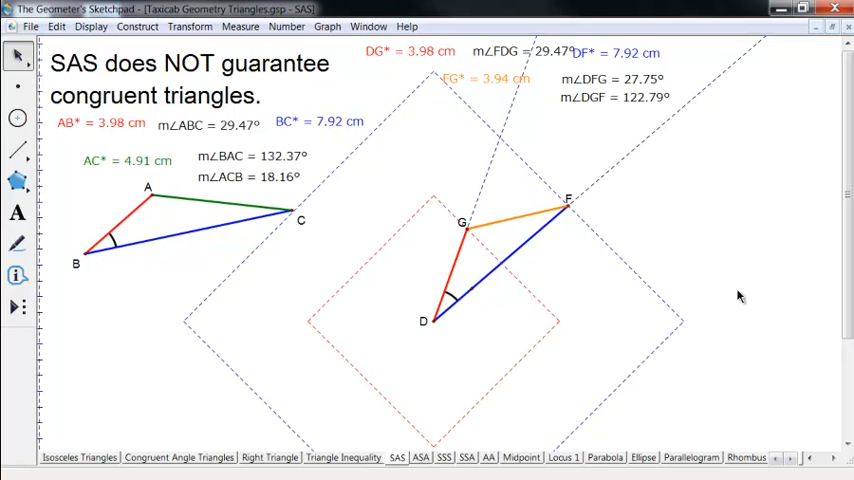 The Geometer's Sketchpad - [Taxicab Geometry Triangles.gsp - SAS]
File Edit Display Construct Transform Measure Number Graph Window Help
SAS does NOT guarantee
congruent triangles.
AB* = 3.98 cm m∠ABC = 29.47° BC* = 7.92 cm
AC* = 4.91 cm
m∠BAC = 132.37°
m∠ACB = 18.16°
DG* = 3.98 cm m∠FDG = 29.47° DF* = 7.92 cm
FG* = 3.94 cm
m∠DFG = 27.75°
m∠DGF = 122.79°
A
B
C
G
F
D
A
Isosceles Triangles Congruent Angle Triangles Right Triangle Triangle Inequality SAS ASA SSS SSA AA Midpoint Locus 1 Parabola Ellipse Parallelogram Rhombus